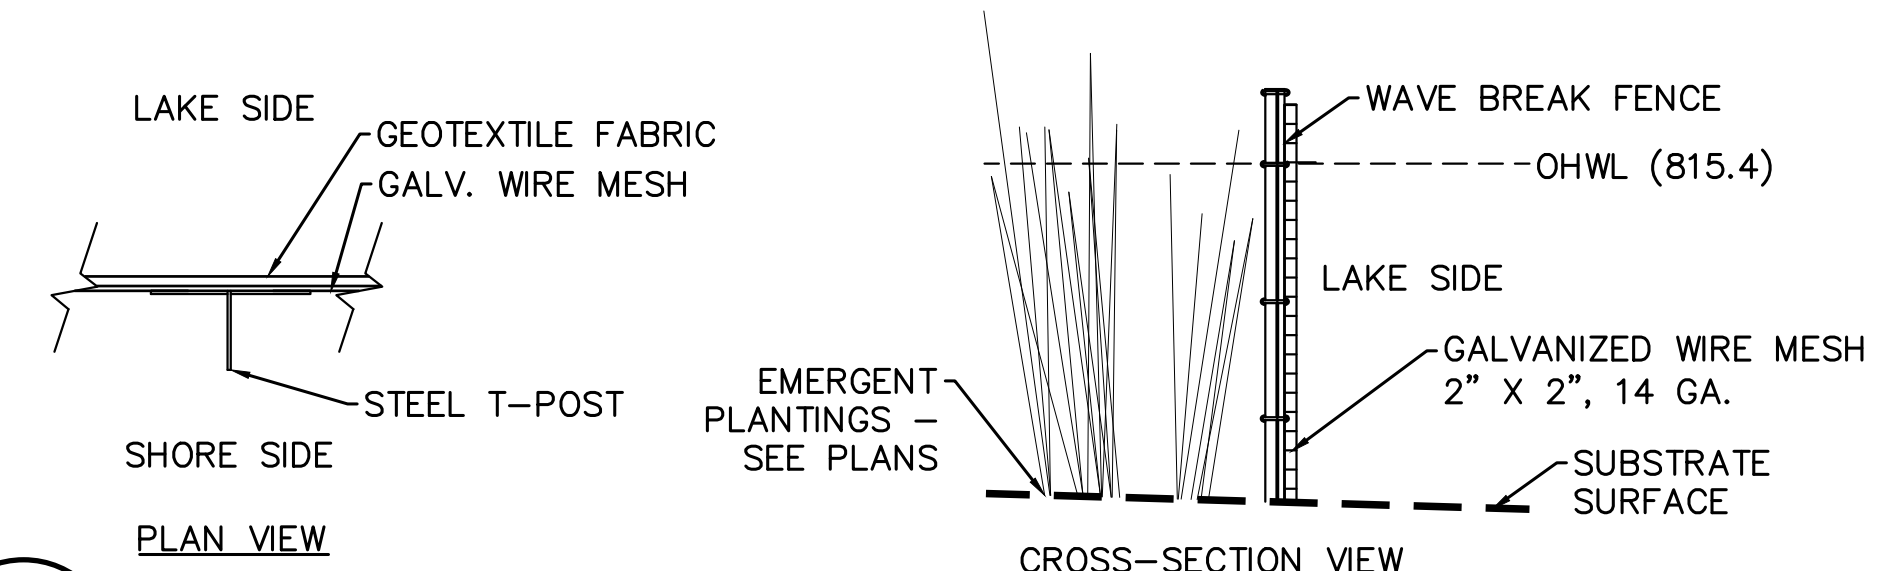 LAKE SIDE
GEOTEXTILE FABRIC
GALV. WIRE MESH
STEEL T-POST
SHORE SIDE
PLAN VIEW
WAVE BREAK FENCE
OHWL (815.4)
LAKE SIDE
GALVANIZED WIRE MESH
2" X 2", 14 GA.
EMERGENT
PLANTINGS -
SEE PLANS
SUBSTRATE
SURFACE
CROSS-SECTION VIEW